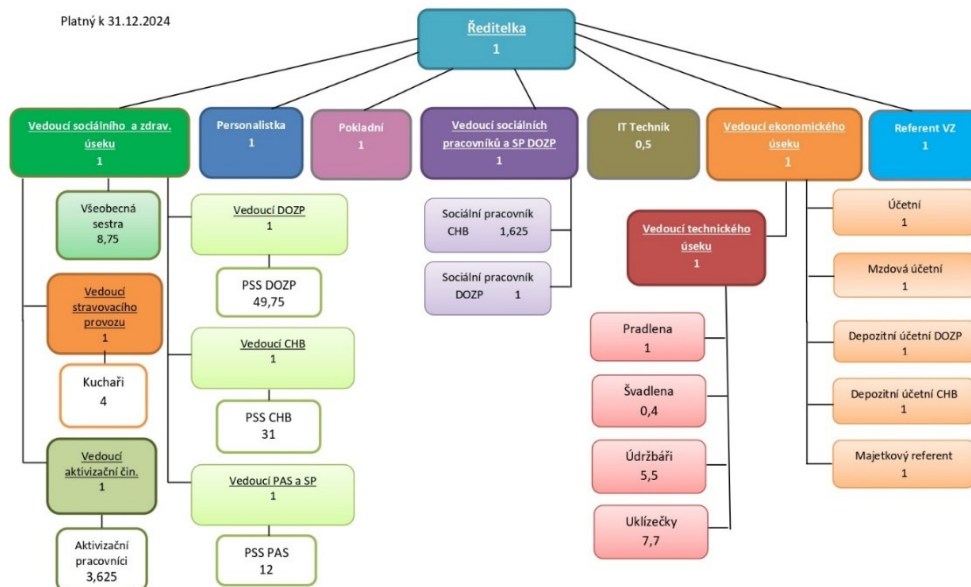 Platný k 31.12.2024
Ředitelka
1
Vedoucí sociálního a zdrav.
úseku
1
Personalistka
1
Pokladní
1
Vedoucí sociálních
pracovníků a SP DOZP
1
IT Technik
0,5
Vedoucí ekonomického
úseku
1
Referent VZ
1
Všeobecná
sestra
8,75
Vedoucí
stravovacího
provozu
1
Kuchaři
4
Vedoucí
aktivizační čin.
1
Aktivizační
pracovníci
3,625
Vedoucí DOZP
1
PSS DOZP
49,75
Vedoucí CHB
1
PSS CHB
31
Vedoucí PAS a SP
1
PSS PAS
12
Sociální pracovník
CHB 1,625
Sociální pracovník
DOZP 1
Vedoucí technického
úseku
1
Pradlena
1
Švadlena
0,4
Údržbáři
5,5
Uklízečky
7,7
Účetní
1
Mzdová účetní
1
Depozitní účetní DOZP
1
Depozitní účetní CHB
1
Majetkový referent
1